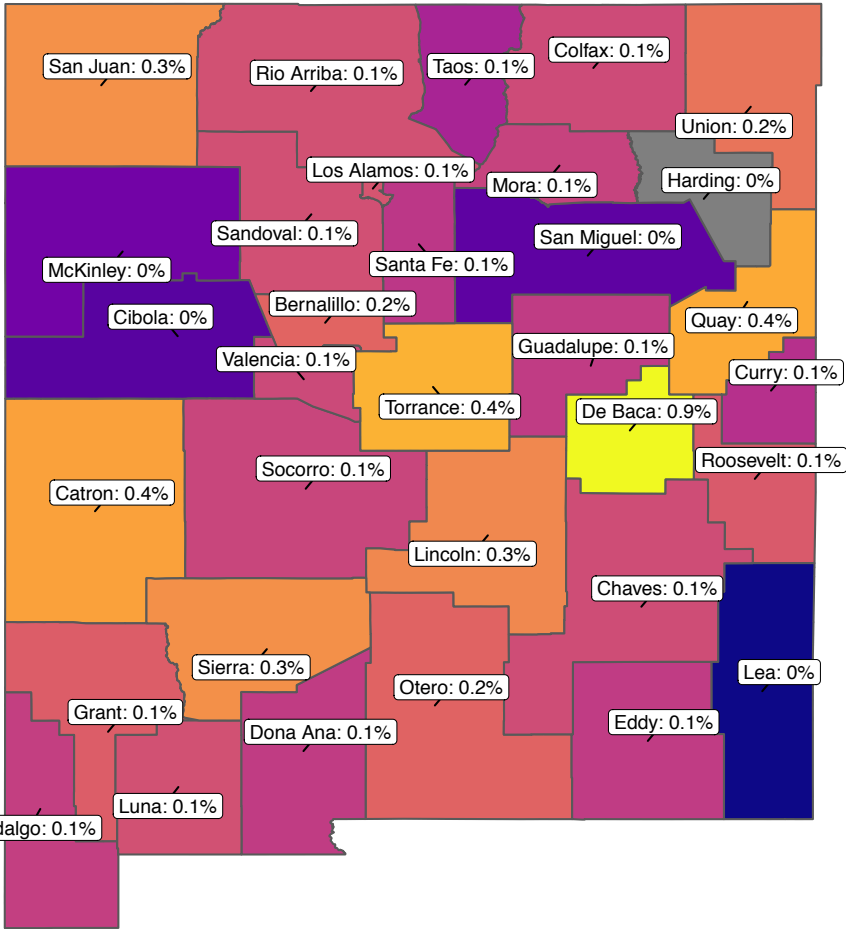 San Juan: 0.3%
Rio Arriba: 0.1%
Taos: 0.1%
Colfax: 0.1%
Union: 0.2%
Los Alamos: 0.1%
Mora: 0.1%
Harding: 0%
Sandoval: 0.1%
San Miguel: 0%
McKinley: 0%
Santa Fe: 0.1%
Cibola: 0%
Bernalillo: 0.2%
Quay: 0.4%
Valencia: 0.1%
Guadalupe: 0.1%
Curry: 0.1%
Torrance: 0.4%
De Baca: 0.9%
Roosevelt: 0.1%
Socorro: 0.1%
Catron: 0.4%
Lincoln: 0.3%
Chaves: 0.1%
Sierra: 0.3%
Lea: 0%
Otero: 0.2%
Grant: 0.1%
Dona Ana: 0.1%
Eddy: 0.1%
Luna: 0.1%
dalgo: 0.1%